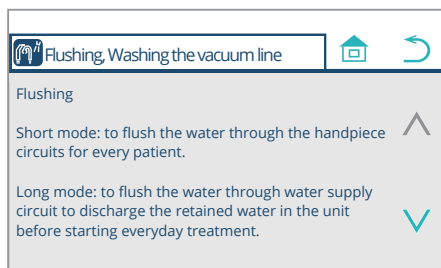 Flushing, Washing the vacuum line
Flushing
Short mode: to flush the water through the handpiece
circuits for every patient.
Long mode: to flush the water through water supply
circuit to discharge the retained water in the unit
before starting everyday treatment.